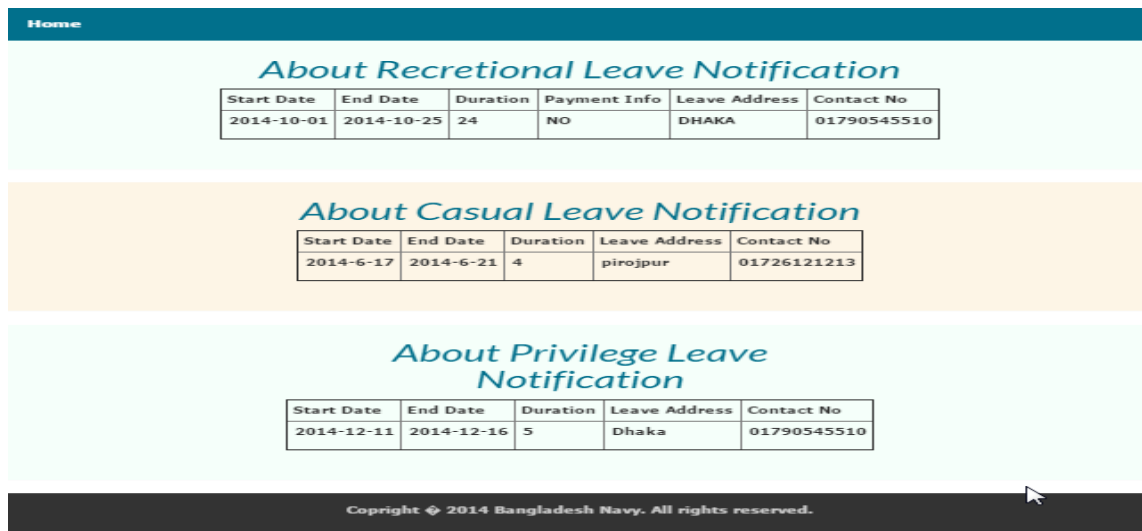 Home
About Recretional Leave Notification
Start Date End Date Duration Payment Info Leave Address Contact No
2014-10-01 2014-10-25 24 NO DHAKA 01790545510
About Casual Leave Notification
Start Date End Date Duration Leave Address Contact No
2014-6-17 2014-6-21 4 pirojpur 01726121213
About Privilege Leave
Notification
Start Date End Date Duration Leave Address Contact No
2014-12-11 2014-12-16 5 Dhaka 01790545510
Copright � 2014 Bangladesh Navy. All rights reserved.